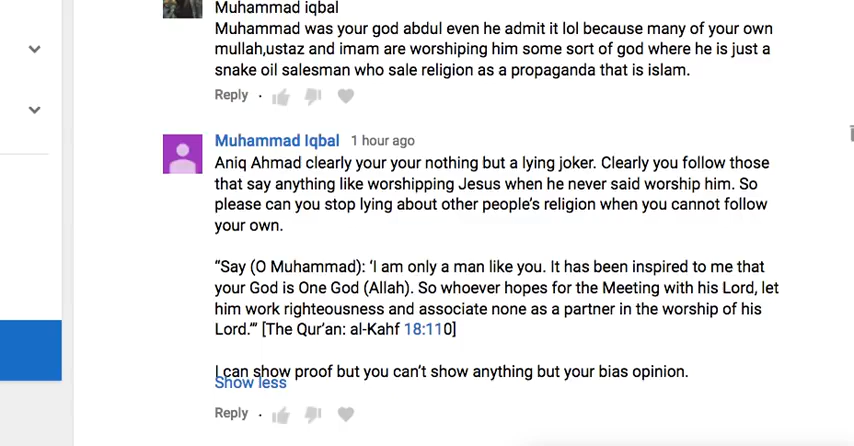 Muhammad iqbal
Muhammad was your god abdul even he admit it lol because many of your own
mullah,ustaz and imam are worshiping him some sort of god where he is just a
snake oil salesman who sale religion as a propaganda that is islam.
Reply ·
Muhammad Iqbal 1 hour ago
Aniq Ahmad clearly your your nothing but a lying joker. Clearly you follow those
that say anything like worshipping Jesus when he never said worship him. So
please can you stop lying about other people's religion when you cannot follow
your own.
“Say (O Muhammad): ‘I am only a man like you. It has been inspired to me that
your God is One God (Allah). So whoever hopes for the Meeting with his Lord, let
him work righteousness and associate none as a partner in the worship of his
Lord.’” [The Qur’an: al-Kahf 18:110]
I can show proof but you can’t show anything but your bias opinion.
Show less
Reply ·